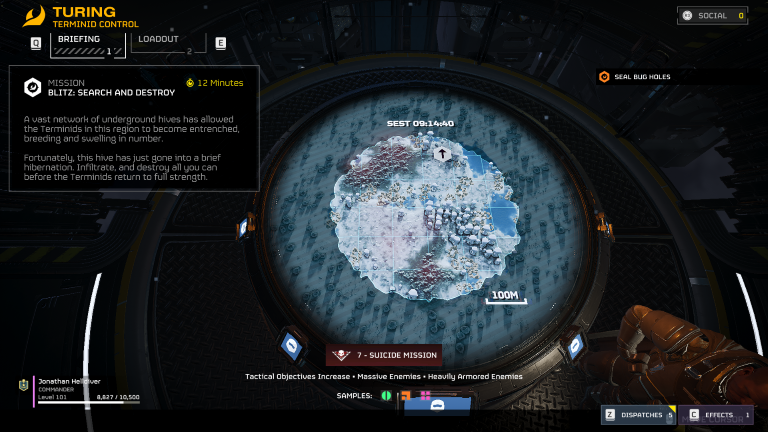 TURING
TERMINID CONTROL
SOCIAL 0
Q
BRIEFING
1
LOADOUT
2
E
MISSION
12 Minutes
BLITZ: SEARCH AND DESTROY
A vast network of underground hives has allowed
the Terminids in this region to become entrenched,
breeding and swelling in number.
Fortunately, this hive has just gone into a brief
hibernation. Infiltrate, and destroy all you can
before the Terminids return to full strength.
SEAL BUG HOLES
SEST 09:14:40
100M
7 - SUICIDE MISSION
Tactical Objectives Increase • Massive Enemies • Heavily Armored Enemies
SAMPLES:
Jonathan Helldiver
COMMANDER
Level 101
8,827 / 10,500
Z DISPATCHES 5
C EFFECTS 1